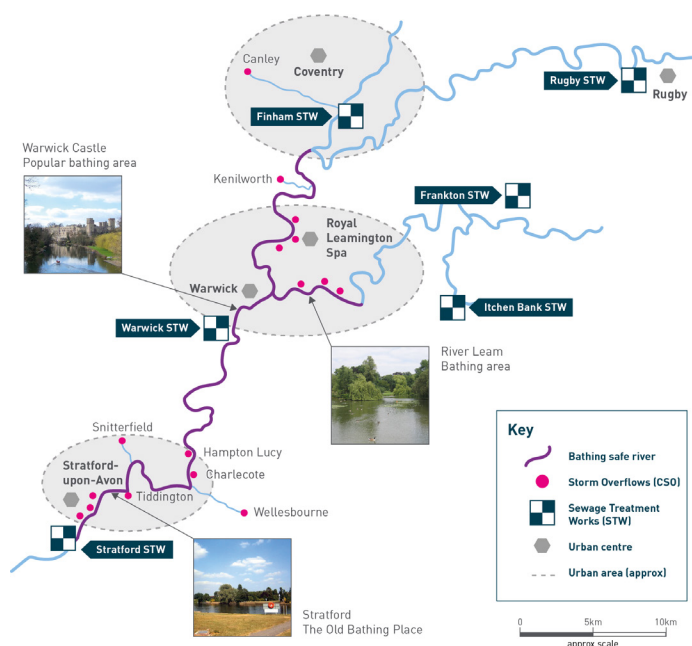 Canley
Coventry
Finham STW
Rugby STW
Rugby
Warwick Castle
Popular bathing area
Kenilworth
Frankton STW
Royal
Leamington
Spa
Warwick
Itchen Bank STW
Warwick STW
River Leam
Bathing area
Snitterfield
Hampton Lucy
Stratford-
upon-Avon
Charlecote
Tiddington
Wellesbourne
Stratford STW
Stratford
The Old Bathing Place
Key
Bathing safe river
Storm Overflows (CSO)
Sewage Treatment
Works (STW)
Urban centre
Urban area (approx)
0 5km 10km
approx scale